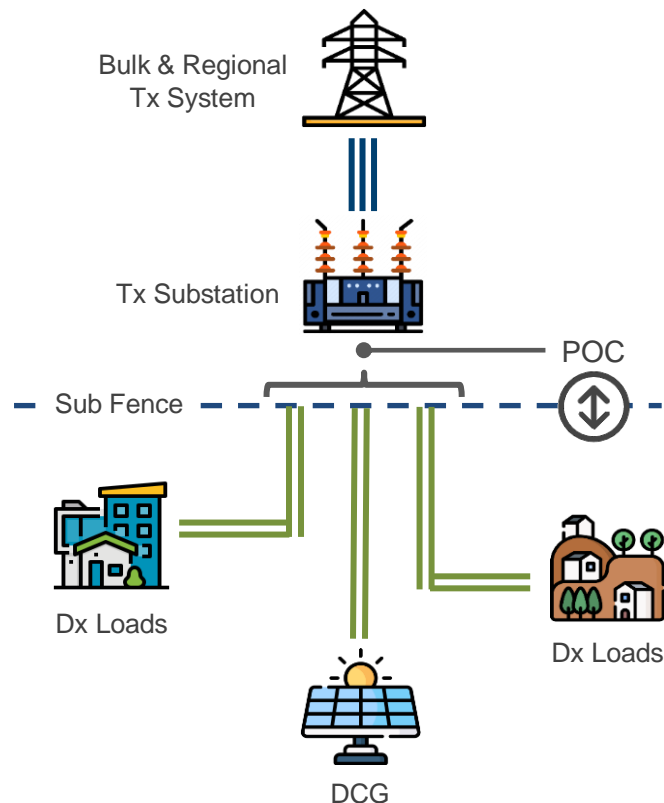 Bulk & Regional
Tx System
Tx Substation
POC
Sub Fence
Dx Loads
Dx Loads
DCG